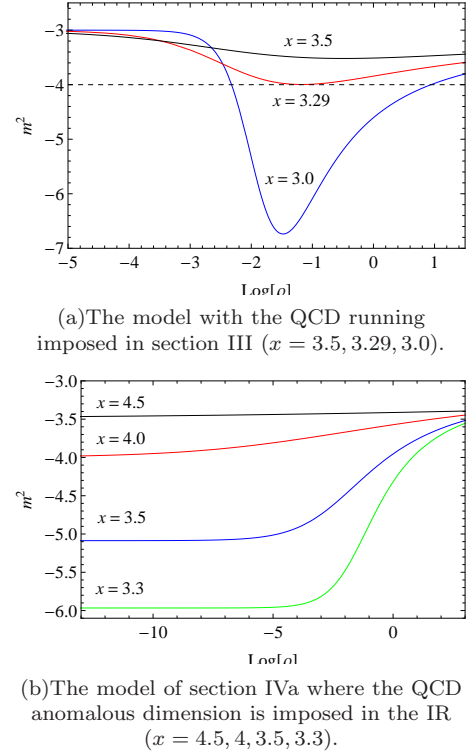 −3
−4
−5
−6
−7
m²
x = 3.5
x = 3.29
x = 3.0
−5 −4 −3 −2 −1 0 1
Log[ρ]
(a)The model with the QCD running
imposed in section III (x = 3.5, 3.29, 3.0).
−3.0
−3.5
−4.0
−4.5
−5.0
−5.5
−6.0
m²
x = 4.5
x = 4.0
x = 3.5
x = 3.3
−10 −5 0
Log[ρ]
(b)The model of section IVa where the QCD
anomalous dimension is imposed in the IR
(x = 4.5, 4, 3.5, 3.3).